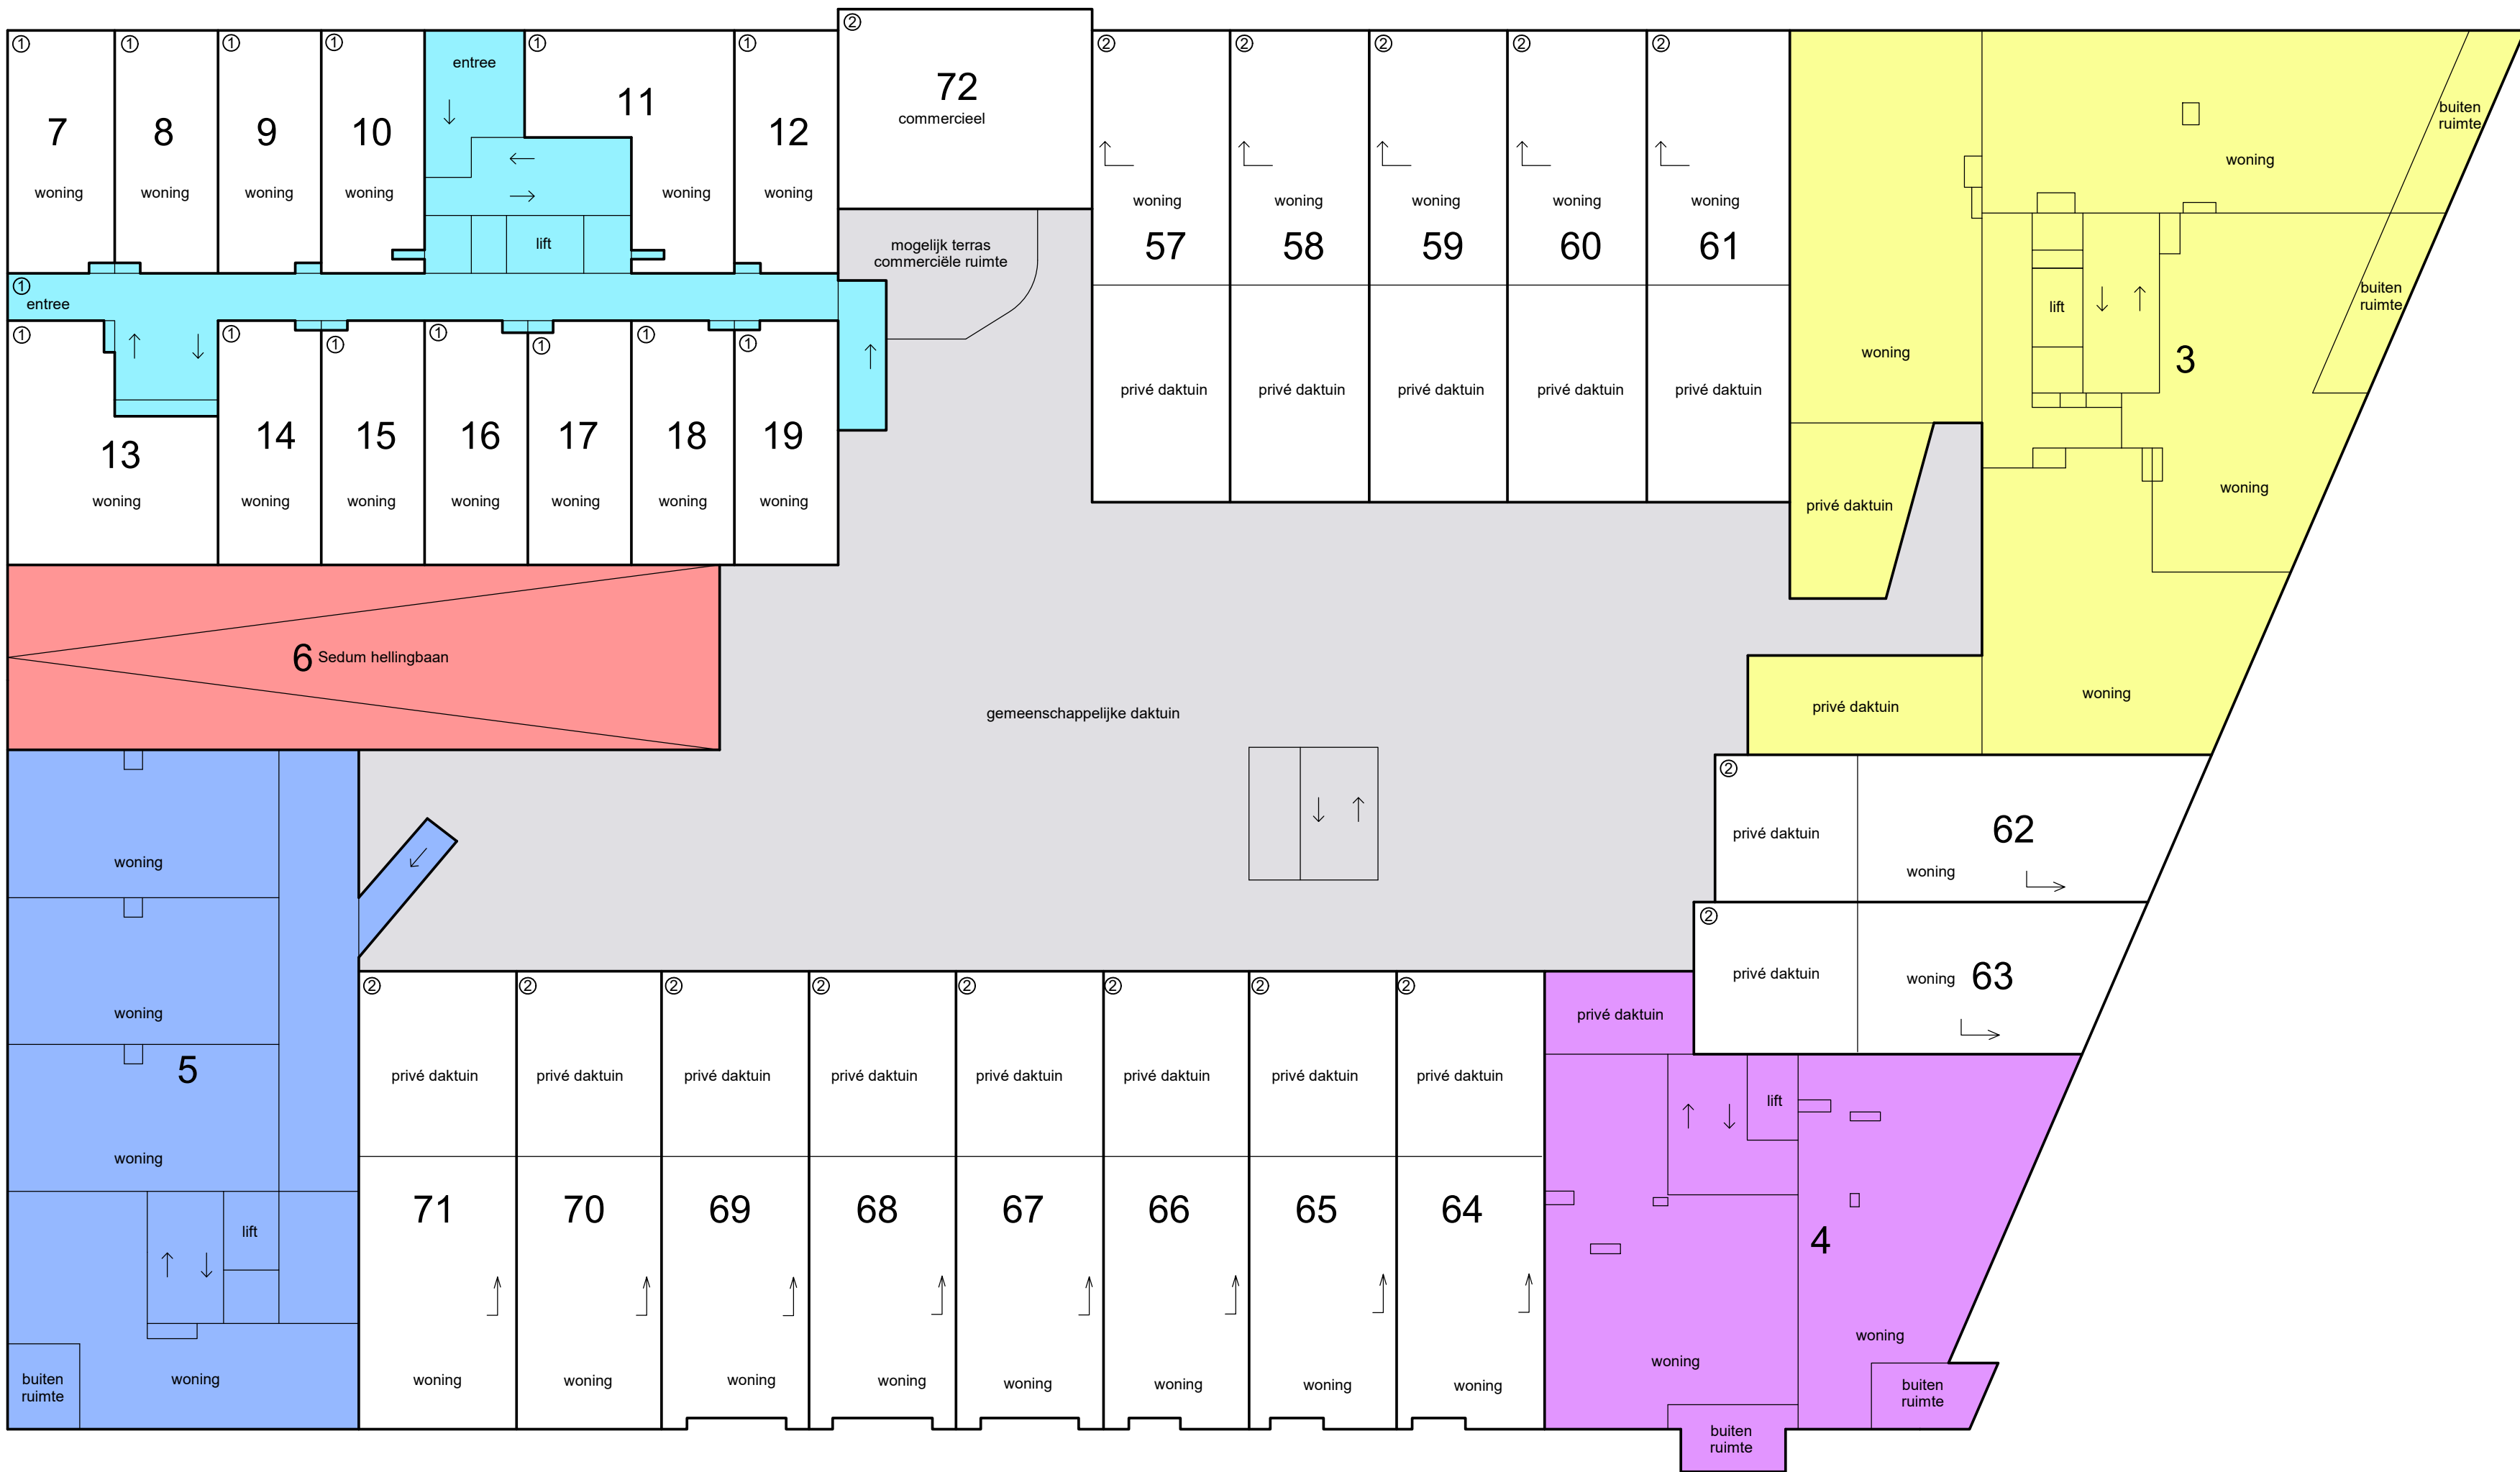 ① ① ① ① entree ① ① ②
7 8 9 10 11 12
72
commercieel
woning woning woning woning woning woning
lift
① entree
mogelijk terras
commerciële ruimte
② ② ② ② ②
woning woning woning woning woning
57 58 59 60 61
privé daktuin privé daktuin privé daktuin privé daktuin privé daktuin
buiten
ruimte
woning
buiten
ruimte
lift
woning
3
woning
privé daktuin
privé daktuin
woning
① ① ① ① ① ① ①
13 14 15 16 17 18 19
woning woning woning woning woning woning woning
6 Sedum hellingbaan
gemeenschappelijke daktuin
②
privé daktuin
62
woning
②
privé daktuin
woning 63
woning
woning
5
woning
lift
buiten
ruimte
woning
② ② ② ② ② ② ② ②
privé daktuin privé daktuin privé daktuin privé daktuin privé daktuin privé daktuin privé daktuin privé daktuin
71 70 69 68 67 66 65 64
woning woning woning woning woning woning woning woning
privé daktuin
lift
4
woning
woning
buiten
ruimte
buiten
ruimte